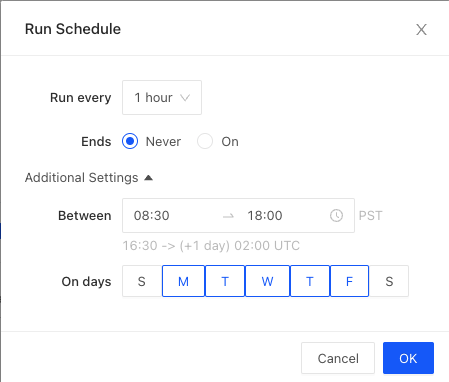 Run Schedule
Run every 1 hour
Ends Never On
Additional Settings
Between 08:30 → 18:00 PST
16:30 -> (+1 day) 02:00 UTC
On days S M T W T F S
Cancel OK